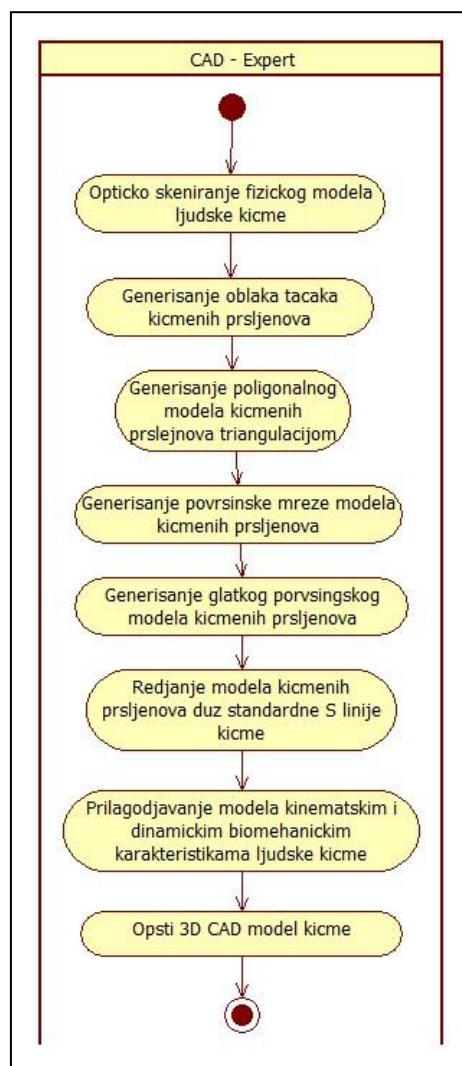 CAD - Expert
Opticko skeniranje fizickog modela
ljudske kicme
Generisanje oblaka tacaka
kicmenih prsljenova
Generisanje poligonalnog
modela kicmenih
prslejnova triangulacijom
Generisanje povrsinske mreze modela
kicmenih prsljenova
Generisanje glatkog porvsingskog
modela kicmenih prsljenova
Redjanje modela kicmenih
prsljenova duz standardne S linije
kicme
Prilagodjavanje modela kinematskim i
dinamickim biomehanickim
karakteristikama ljudske kicme
Opsti 3D CAD model kicme